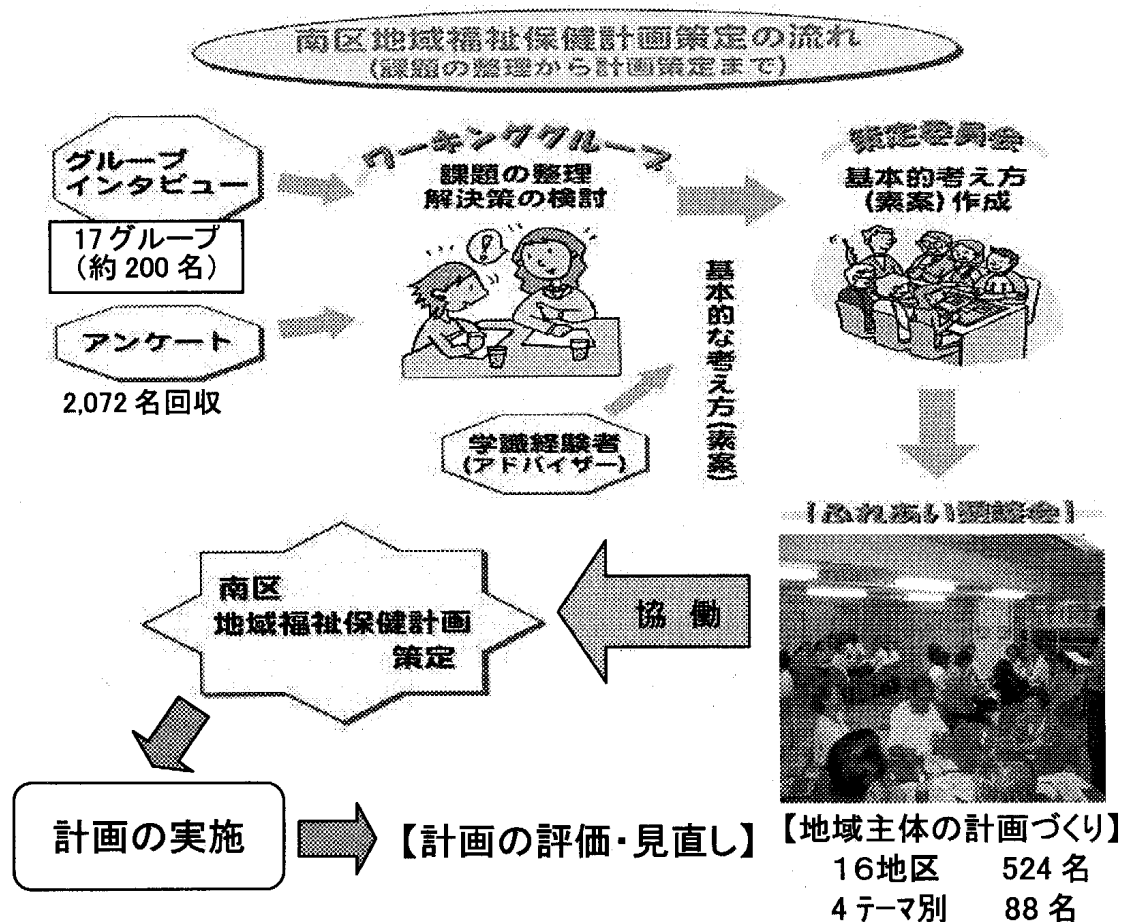 南区地域福祉保健計画策定の流れ
(課題の整理から計画策定まで)
グループ
インタビュー
17グループ
(約200名)
アンケート
2,072名回収
ワーキンググループ
課題の整理
解決策の検討
学識経験者
(アドバイザー)
基本的な考え方(素案)
策定委員会
基本的考え方
(素案)作成
【ふれあい懇談会】
【地域主体の計画づくり】
16地区 524名
4テーマ別 88名
協働
南区
地域福祉保健計画
策定
計画の実施
【計画の評価・見直し】